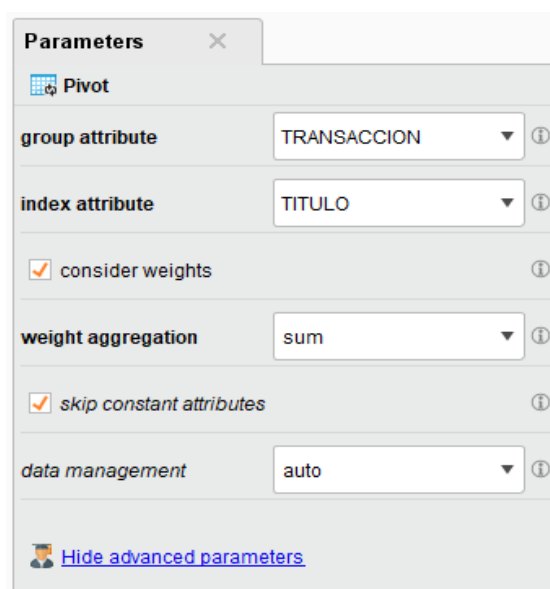 Parameters
Pivot
group attribute TRANSACCION
index attribute TITULO
consider weights
weight aggregation sum
skip constant attributes
data management auto
Hide advanced parameters